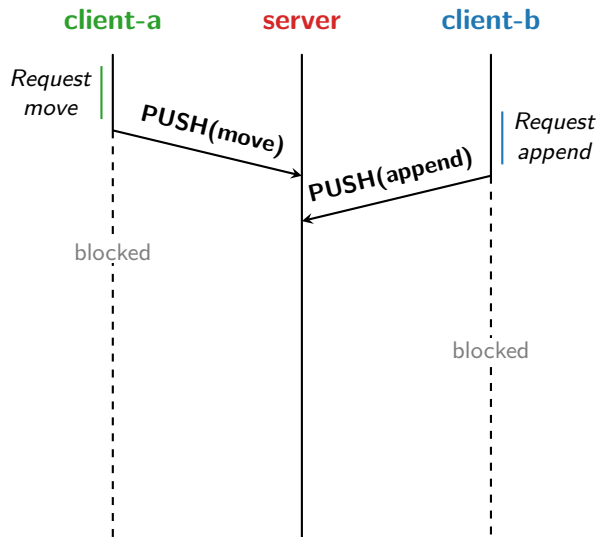 client-a
server
client-b
Request
move
PUSH(move)
Request
append
PUSH(append)
blocked
blocked